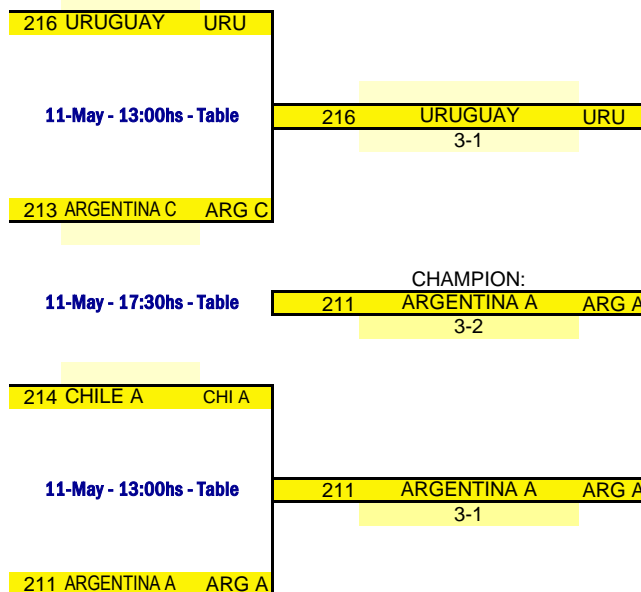 216 URUGUAY URU
11-May - 13:00hs - Table 216 URUGUAY URU
3-1
213 ARGENTINA C ARG C
CHAMPION:
11-May - 17:30hs - Table 211 ARGENTINA A ARG A
3-2
214 CHILE A CHI A
11-May - 13:00hs - Table 211 ARGENTINA A ARG A
3-1
211 ARGENTINA A ARG A